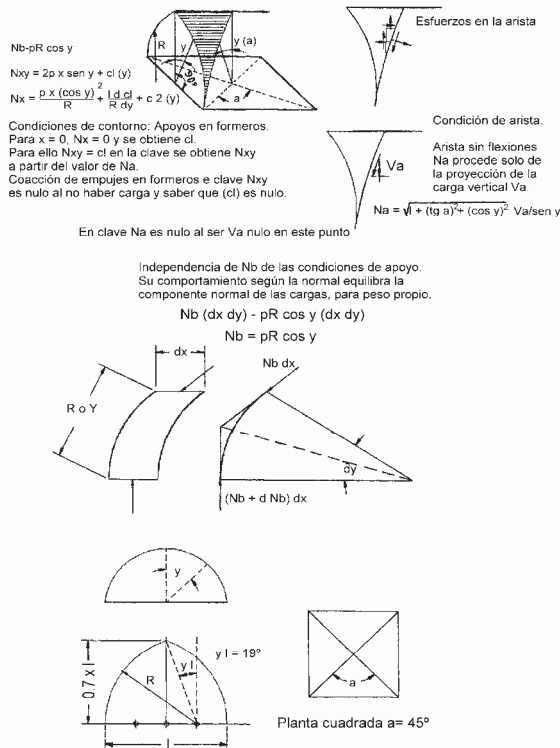 Esfuerzos en la arista
R
y
y (a)
90º
a
Nb-pR cos y
Nxy = 2p x sen y + cl (y)
Nx = p x (cos y)2 / R + l d cl / R dy + c 2 (y)
Condiciones de contorno: Apoyos en formeros.
Para x = 0, Nx = 0 y se obtiene cl.
Para ello Nxy = cl en la clave se obtiene Nxy
a partir del valor de Na.
Coacción de empujes en formeros e clave Nxy
es nulo al no haber carga y saber que (cl) es nulo.
Condición de arista.
Va
Arista sin flexiones
Na procede solo de
la proyección de la
carga vertical Va.
Na = √l + (tg a)2+ (cos y)2 Va/sen y
En clave Na es nulo al ser Va nulo en este punto
Independencia de Nb de las condiciones de apoyo.
Su comportamiento según la normal equilibra la
componente normal de las cargas, para peso propio.
Nb (dx dy) - pR cos y (dx dy)
Nb = pR cos y
dx
Nb dx
R o Y
dy
(Nb + d Nb) dx
y
0.7 x l
R
y l
y l = 19º
l
a
Planta cuadrada a= 45º